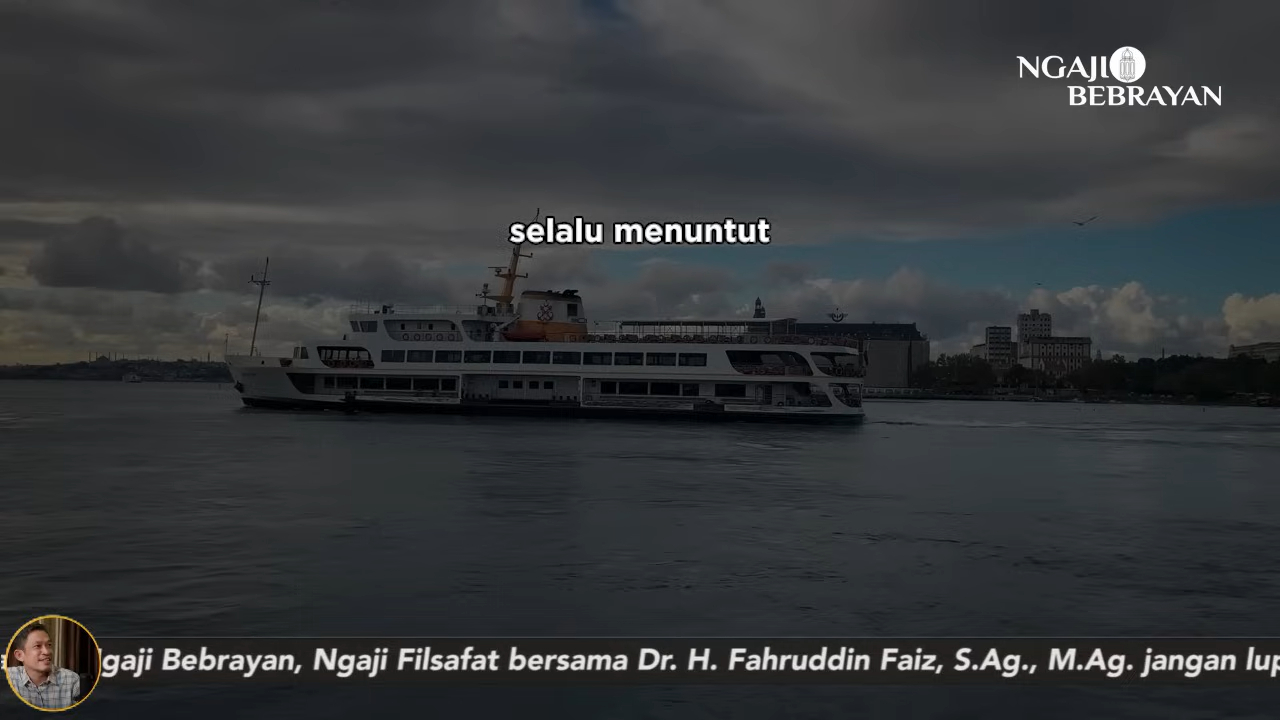 NGAJI
BEBRAYAN
selalu menuntut
gaji Bebrayan, Ngaji Filsafat bersama Dr. H. Fahruddin Faiz, S.Ag., M.Ag. jangan lup